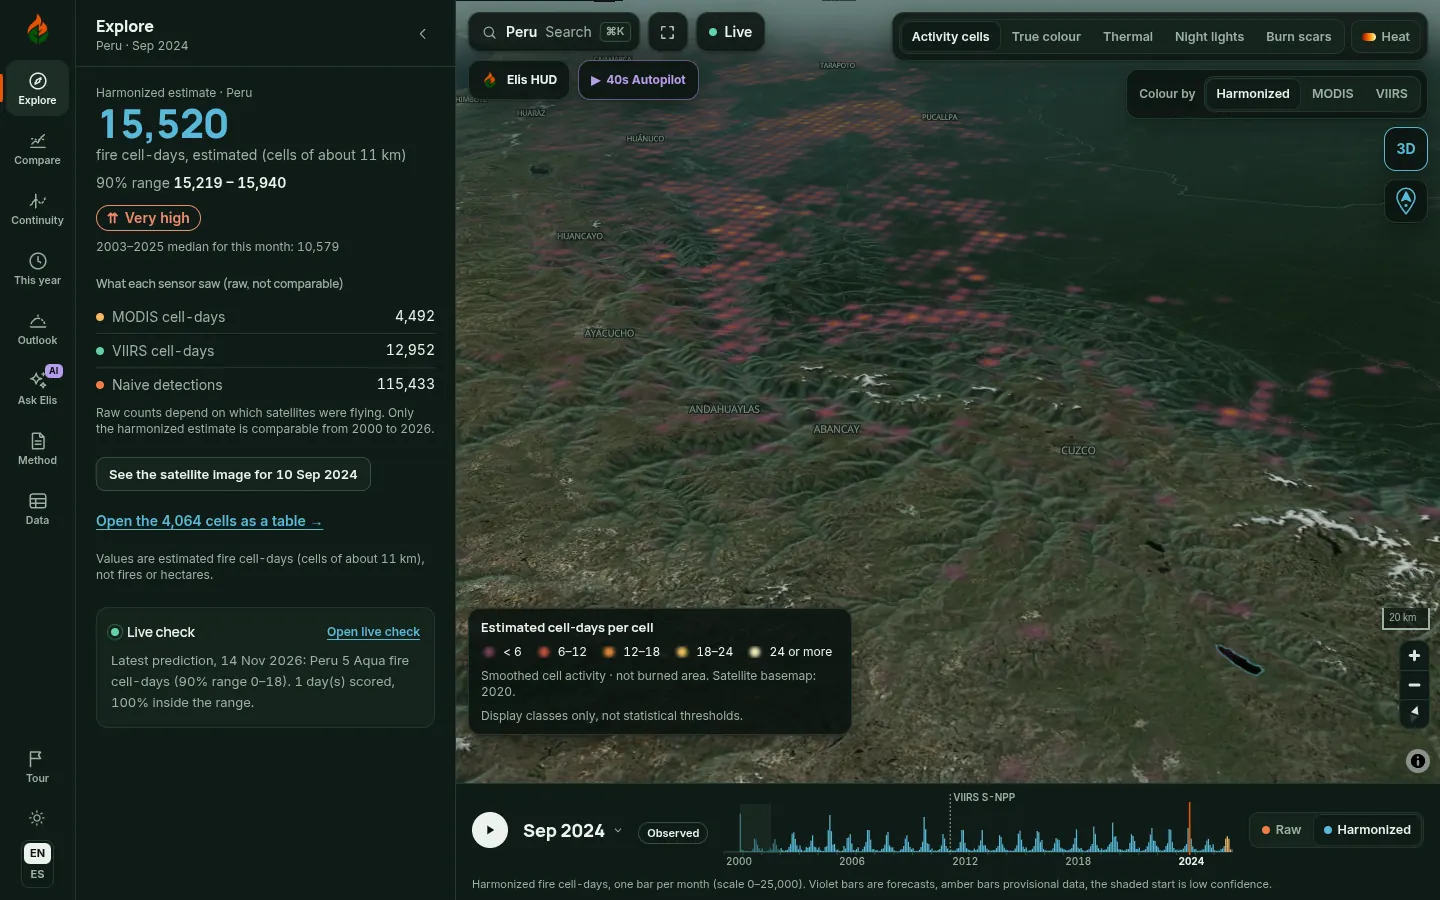 Explore
Peru · Sep 2024
Explore
Compare
Continuity
This year
Outlook
AI
Ask Elis
Method
Data
Tour
EN
ES
Harmonized estimate · Peru
15,520
fire cell-days, estimated (cells of about 11 km)
90% range 15,219 – 15,940
⇈ Very high
2003–2025 median for this month: 10,579
What each sensor saw (raw, not comparable)
MODIS cell-days 4,492
VIIRS cell-days 12,952
Naive detections 115,433
Raw counts depend on which satellites were flying. Only
the harmonized estimate is comparable from 2000 to 2026.
See the satellite image for 10 Sep 2024
Open the 4,064 cells as a table →
Values are estimated fire cell-days (cells of about 11 km),
not fires or hectares.
Live check Open live check
Latest prediction, 14 Nov 2026: Peru 5 Aqua fire
cell-days (90% range 0–18). 1 day(s) scored,
100% inside the range.
Peru Search ⌘K
Live
Elis HUD
▶ 40s Autopilot
Activity cells True colour Thermal Night lights Burn scars Heat
Colour by Harmonized MODIS VIIRS
3D
TARAPOTO
HUARAZ
PUCALLPA
HUÁNUCO
HUANCAYO
AYACUCHO
ANDAHUAYLAS
ABANCAY
CUZCO
20 km
Estimated cell-days per cell
< 6 6–12 12–18 18–24 24 or more
Smoothed cell activity · not burned area. Satellite basemap:
2020.
Display classes only, not statistical thresholds.
Sep 2024
Observed
VIIRS S-NPP
2000 2006 2012 2018 2024
Raw Harmonized
Harmonized fire cell-days, one bar per month (scale 0–25,000). Violet bars are forecasts, amber bars provisional data, the shaded start is low confidence.